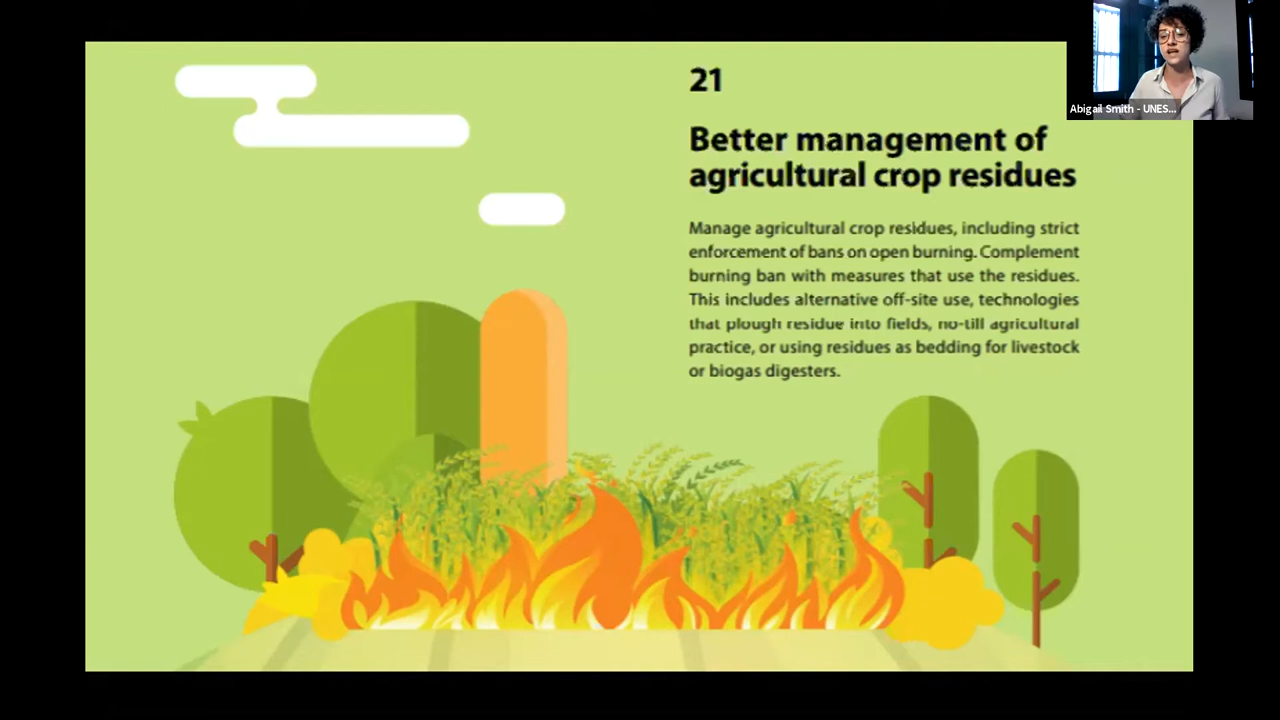 21
Better management of
agricultural crop residues
Manage agricultural crop residues, including strict
enforcement of bans on open burning. Complement
burning ban with measures that use the residues.
This includes alternative off-site use, technologies
that plough residue into fields, no-till agricultural
practice, or using residues as bedding for livestock
or biogas digesters.
Abigail Smith - UNES...